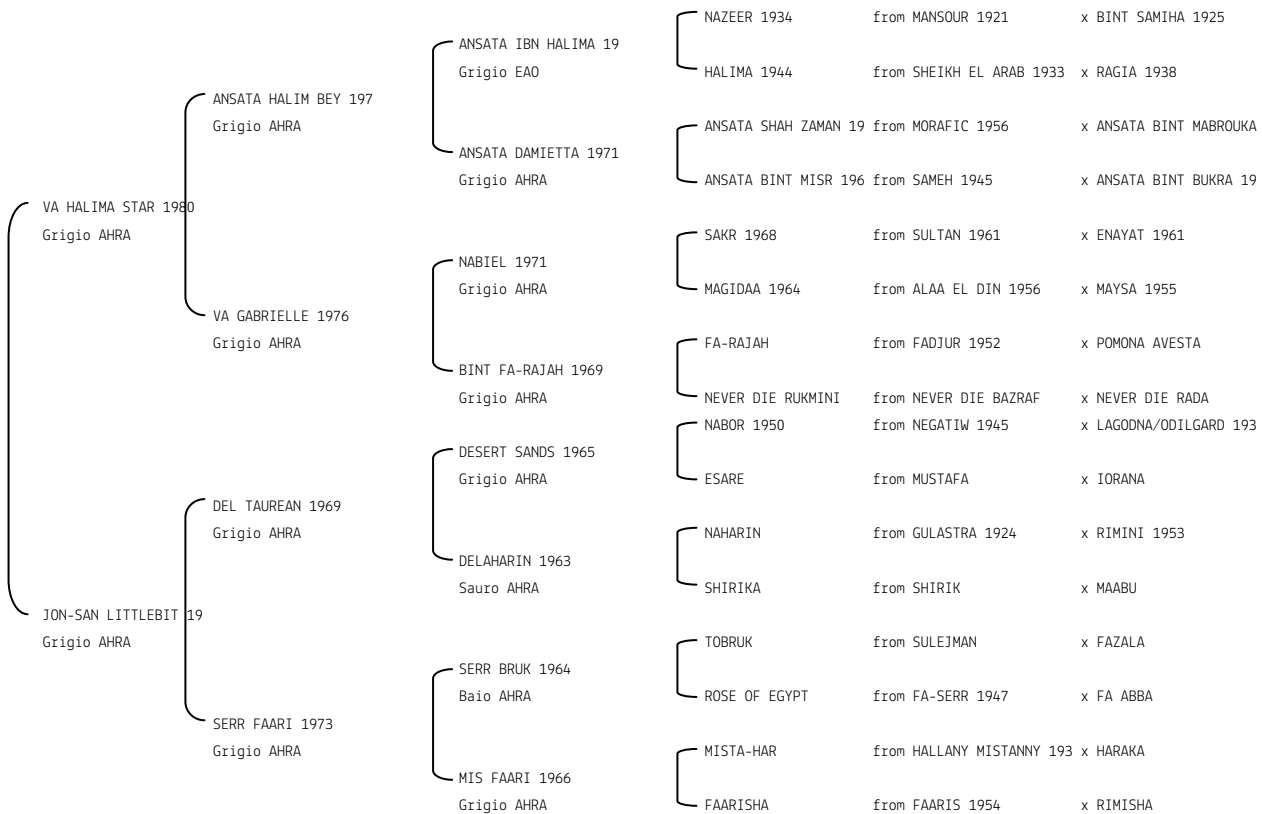 NAZEER 1934 from MANSOUR 1921 x BINT SAMIHA 1925
ANSATA IBN HALIMA 19
Grigio EAO HALIMA 1944 from SHEIKH EL ARAB 1933 x RAGIA 1938
ANSATA HALIM BEY 197
Grigio AHRA ANSATA SHAH ZAMAN 19 from MORAFIC 1956 x ANSATA BINT MABROUKA
ANSATA DAMIETTA 1971
Grigio AHRA ANSATA BINT MISR 196 from SAMEH 1945 x ANSATA BINT BUKRA 19
VA HALIMA STAR 1980
Grigio AHRA SAKR 1968 from SULTAN 1961 x ENAYAT 1961
NABIEL 1971
Grigio AHRA MAGIDAA 1964 from ALAA EL DIN 1956 x MAYSA 1955
VA GABRIELLE 1976
Grigio AHRA FA-RAJAH from FADJUR 1952 x POMONA AVESTA
BINT FA-RAJAH 1969
Grigio AHRA NEVER DIE RUKMINI from NEVER DIE BAZRAF x NEVER DIE RADA
NABOR 1950 from NEGATIW 1945 x LAGODNA/ODILGARD 193
DESERT SANDS 1965
Grigio AHRA ESARE from MUSTAFA x IORANA
DEL TAUREAN 1969
Grigio AHRA NAHARIN from GULASTRA 1924 x RIMINI 1953
DELAHARIN 1963
Sauro AHRA SHIRIKA from SHIRIK x MAABU
JON-SAN LITTLEBIT 19
Grigio AHRA TOBRUK from SULEJMAN x FAZALA
SERR BRUK 1964
Baio AHRA ROSE OF EGYPT from FA-SERR 1947 x FA ABBA
SERR FAARI 1973
Grigio AHRA MISTA-HAR from HALLANY MISTANNY 193 x HARAKA
MIS FAARI 1966
Grigio AHRA FAARISHA from FAARIS 1954 x RIMISHA